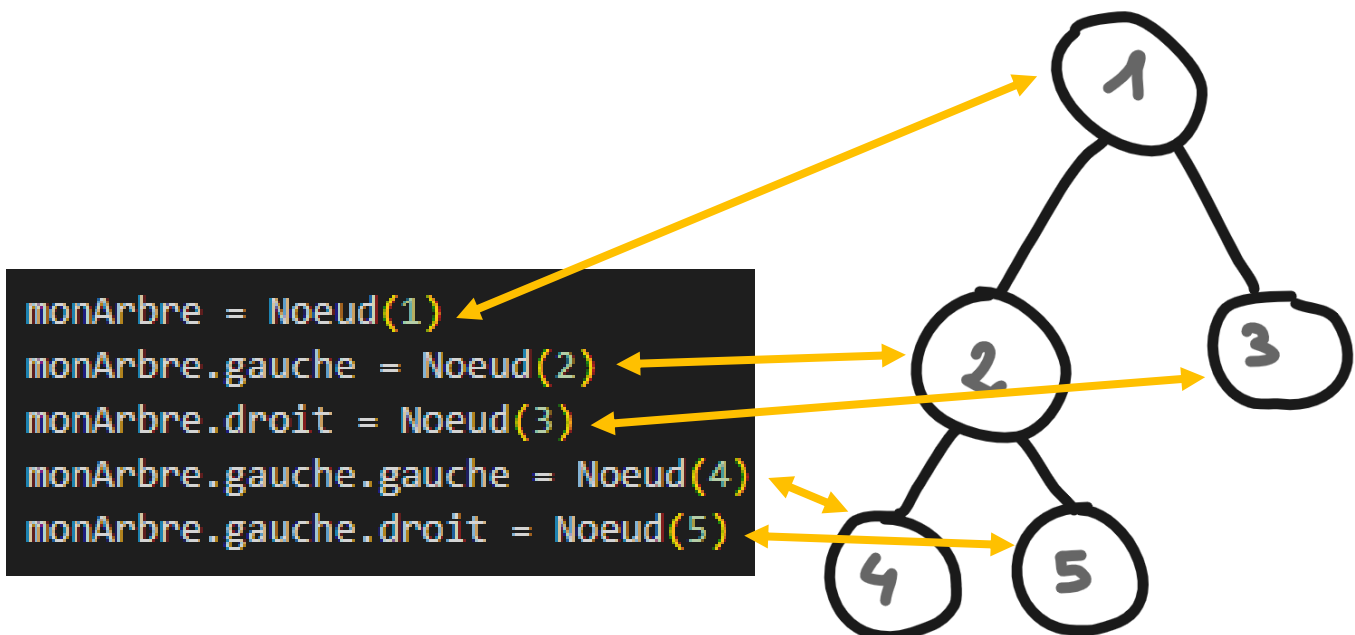 1
monArbre = Noeud(1)
monArbre.gauche = Noeud(2)
2
3
monArbre.droit = Noeud(3)
monArbre.gauche.gauche = Noeud(4)
monArbre.gauche.droit = Noeud(5)
4
5